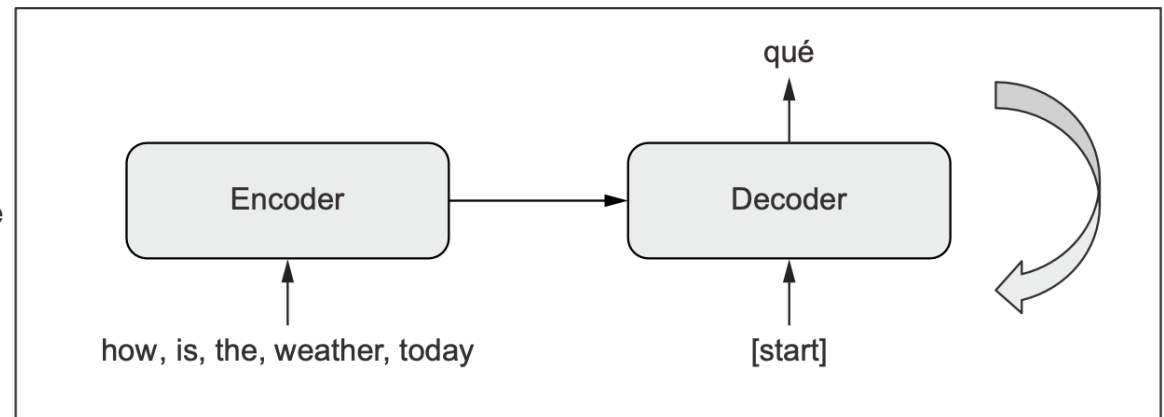 qué
Encoder
Decoder
e
how, is, the, weather, today
[start]